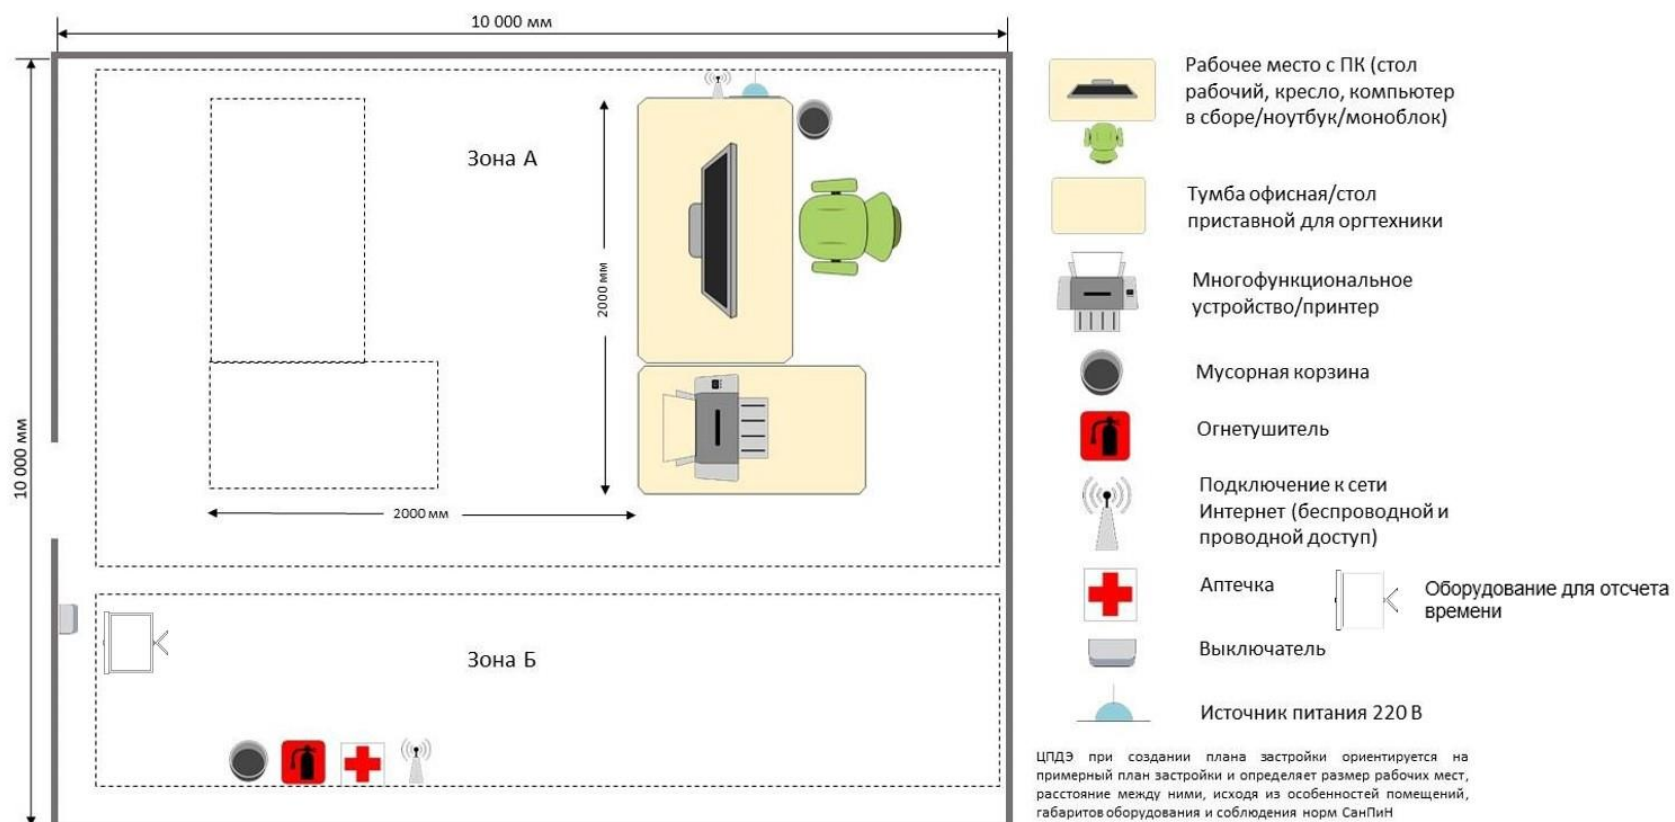 10 000 мм
10 000 мм
Зона А
2000 мм
2000 мм
Зона Б
Рабочее место с ПК (стол
рабочий, кресло, компьютер
в сборе/ноутбук/моноблок)
Тумба офисная/стол
приставной для оргтехники
Многофункциональное
устройство/принтер
Мусорная корзина
Огнетушитель
Подключение к сети
Интернет (беспроводной и
проводной доступ)
Аптечка
Оборудование для отсчета
времени
Выключатель
Источник питания 220 В
ЦПДЭ при создании плана застройки ориентируется на
примерный план застройки и определяет размер рабочих мест,
расстояние между ними, исходя из особенностей помещений,
габаритов оборудования и соблюдения норм СанПиН